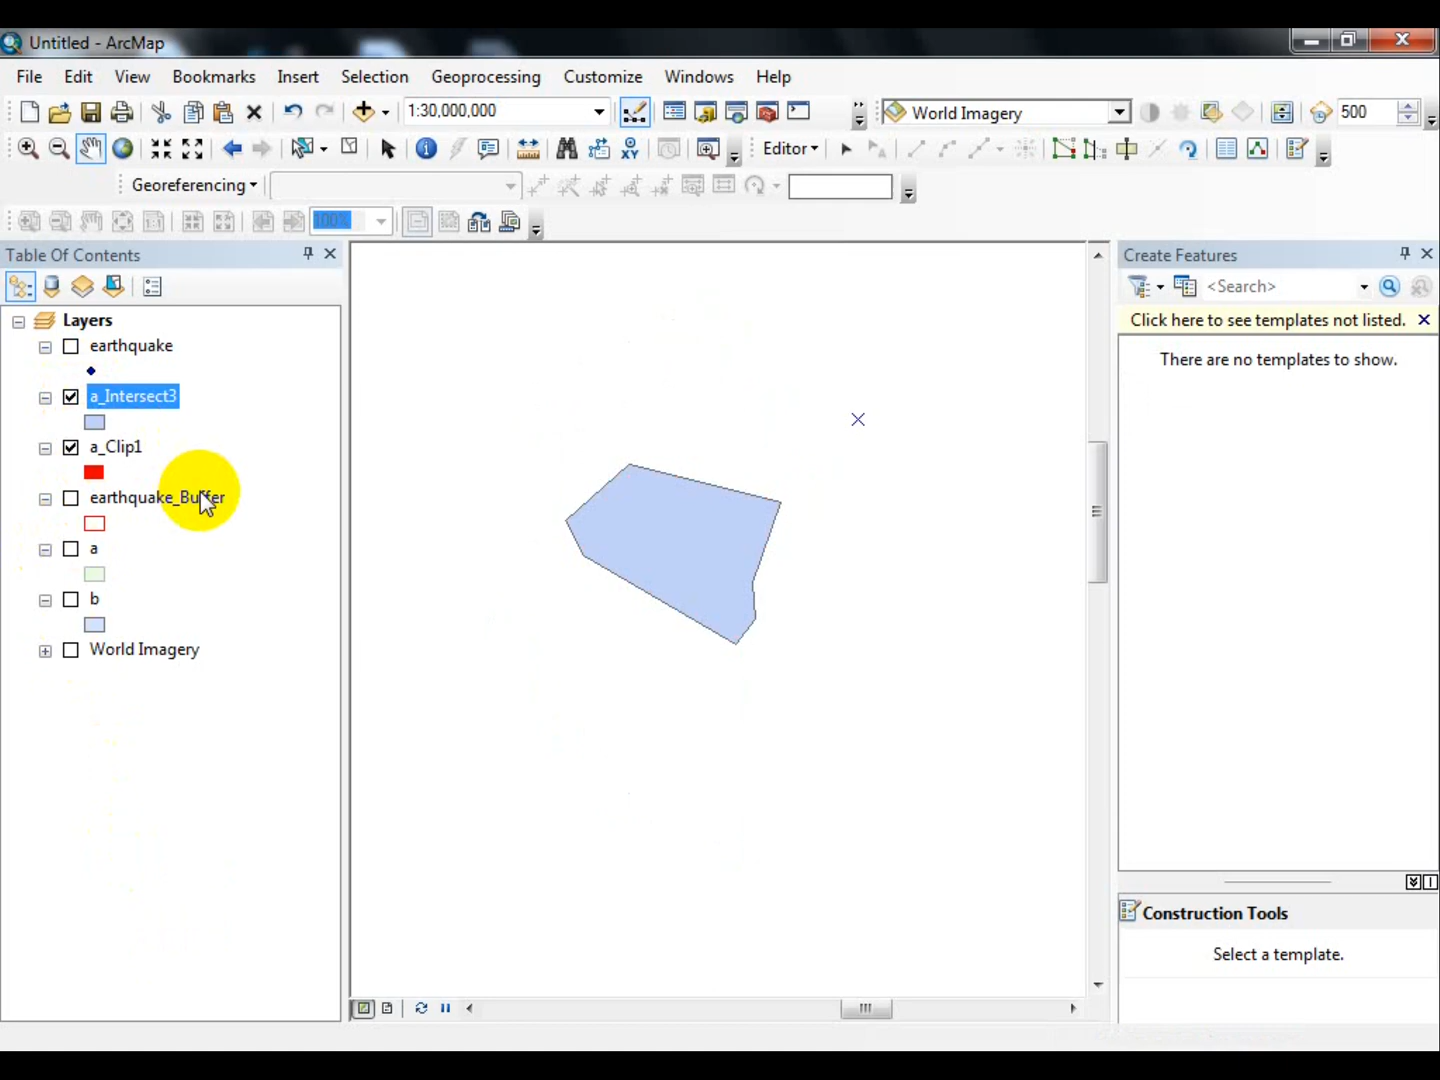 Untitled - ArcMap
File Edit View Bookmarks Insert Selection Geoprocessing Customize Windows Help
1:30,000,000 World Imagery 500
Editor
Georeferencing
100%
Table Of Contents
Layers
earthquake
a_Intersect3
a_Clip1
earthquake_Buffer
a
b
World Imagery
Create Features
<Search>
Click here to see templates not listed.
There are no templates to show.
Construction Tools
Select a template.